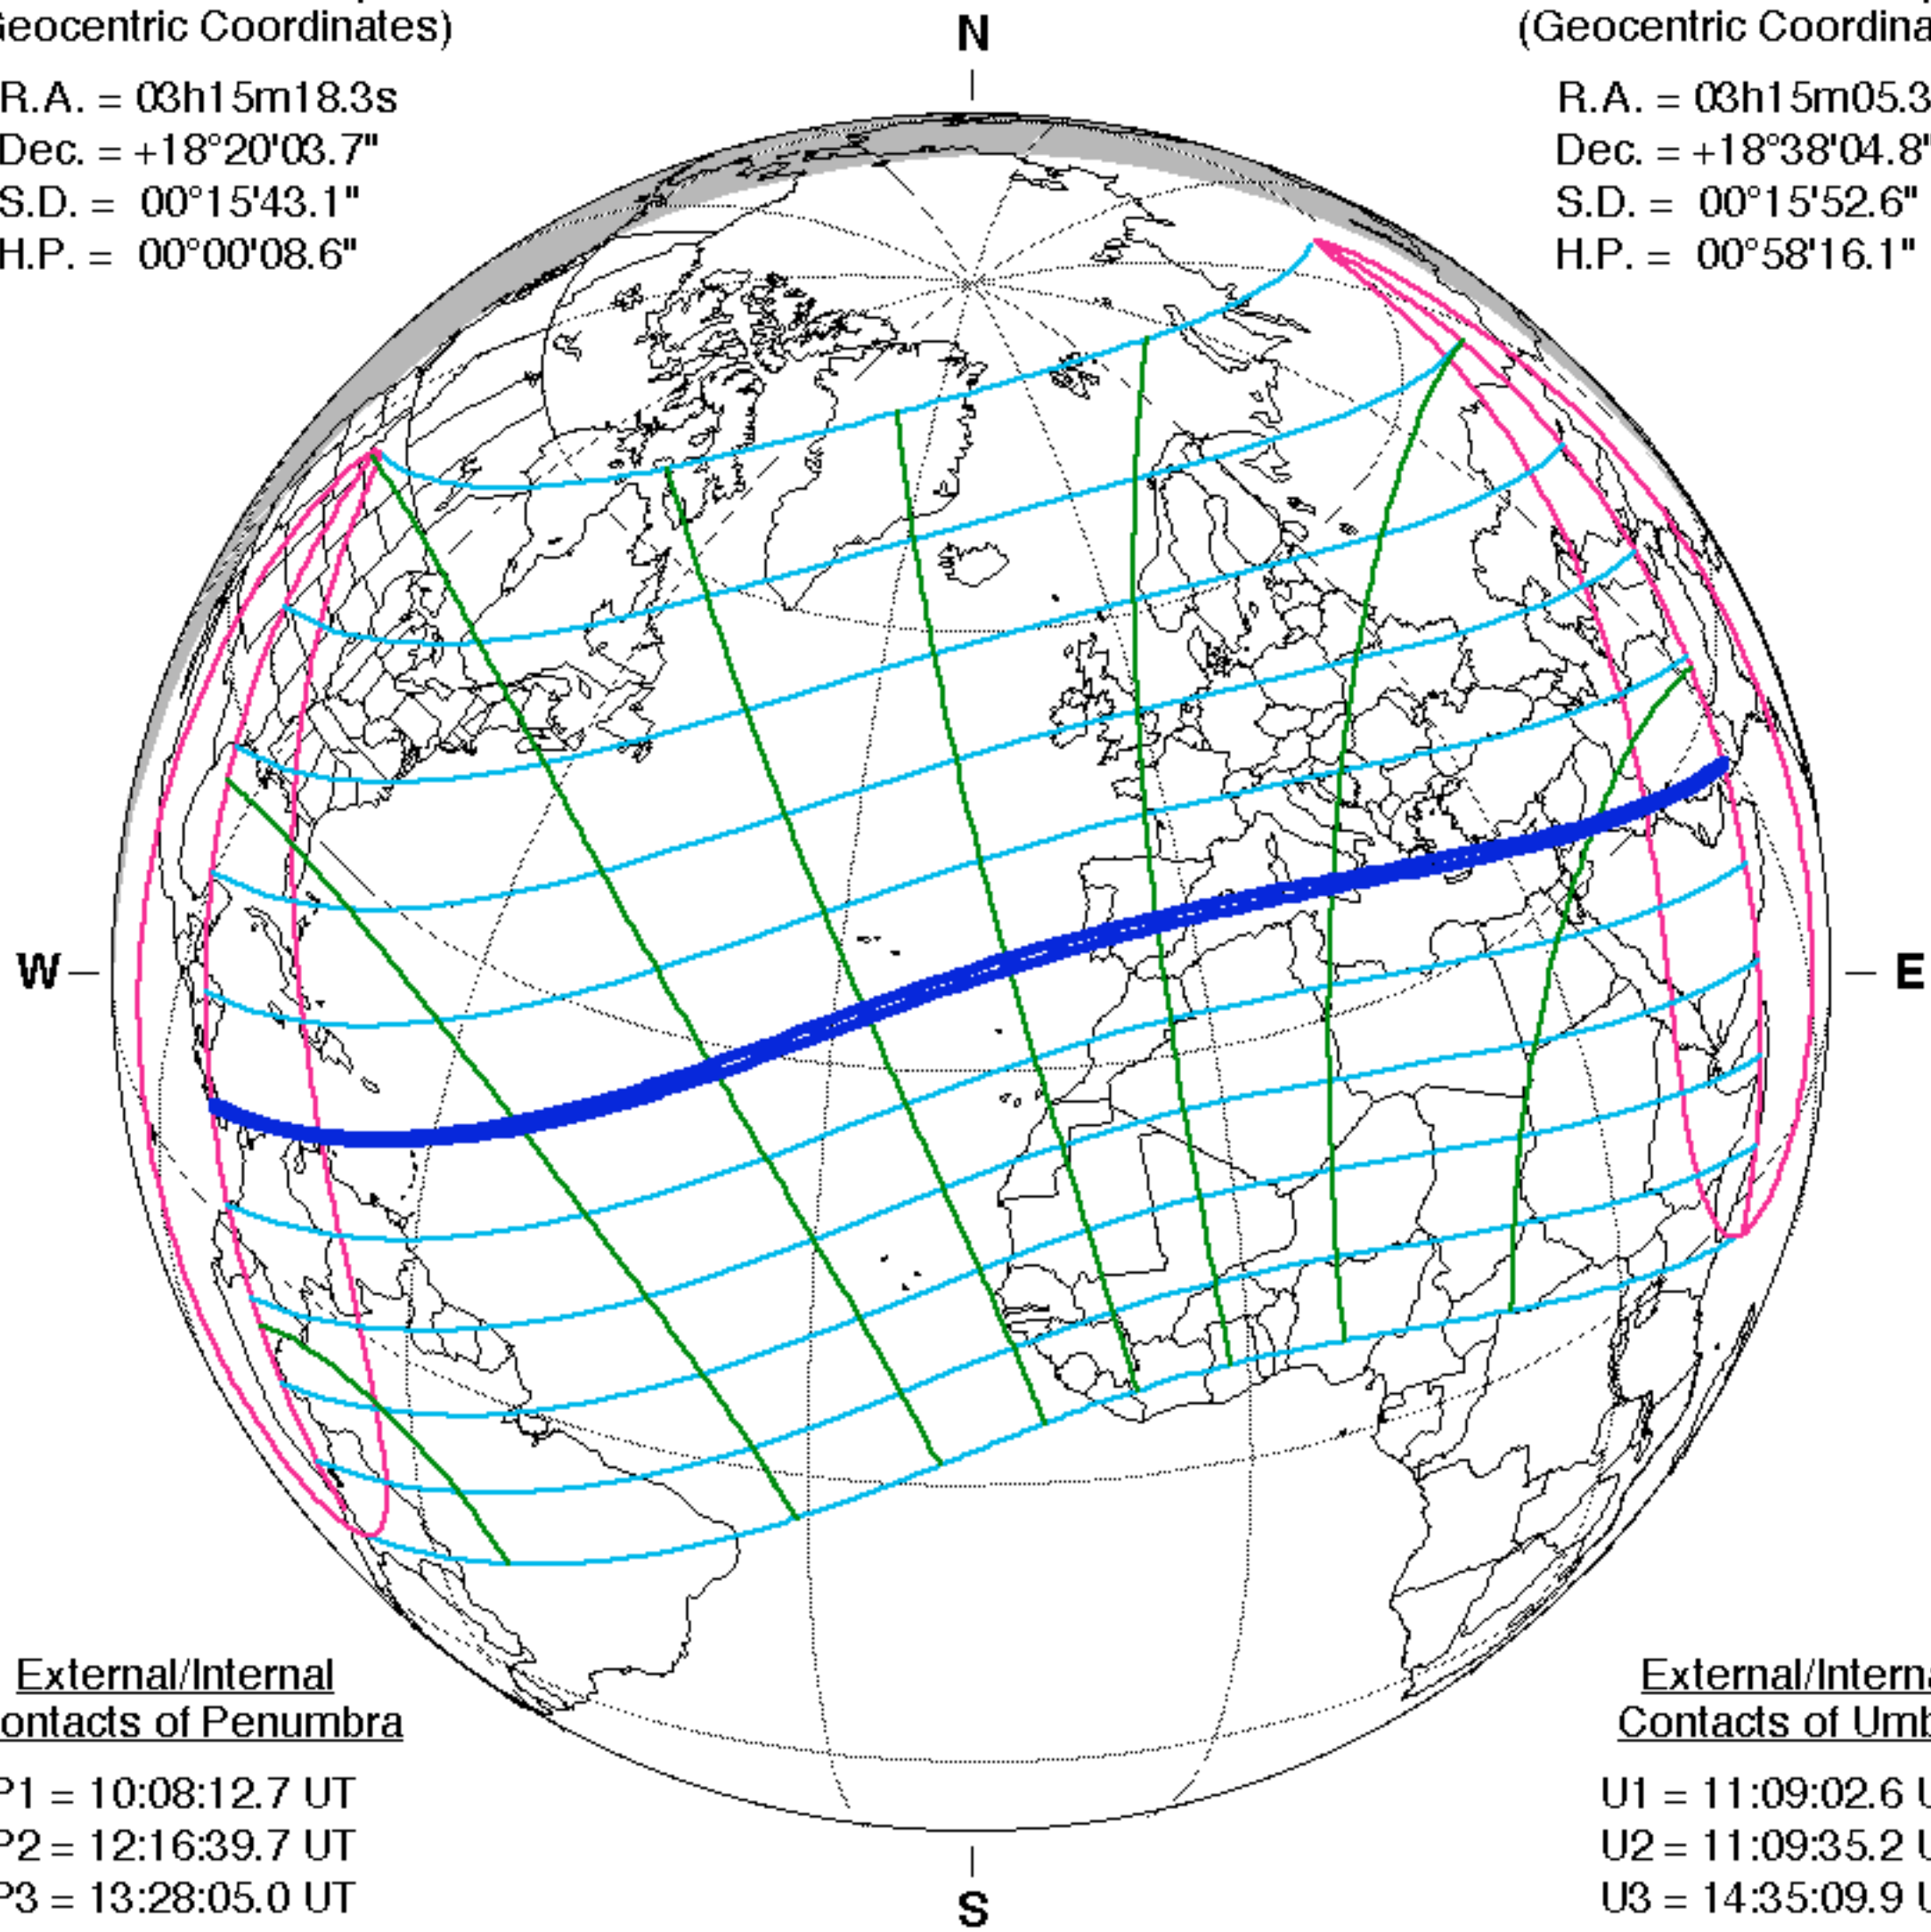 Geocentric Coordinates)
R.A. = 03h15m18.3s
Dec. = +18°20'03.7"
S.D. = 00°15'43.1"
H.P. = 00°00'08.6"
N
(Geocentric Coordina
R.A. = 03h15m05.3
Dec. = +18°38'04.8"
S.D. = 00°15'52.6"
H.P. = 00°58'16.1"
W
E
External/Internal
ontacts of Penumbra
P1 = 10:08:12.7 UT
P2 = 12:16:39.7 UT
P3 = 13:28:05.0 UT
S
External/Interna
Contacts of Umb
U1 = 11:09:02.6 U
U2 = 11:09:35.2 U
U3 = 14:35:09.9 U